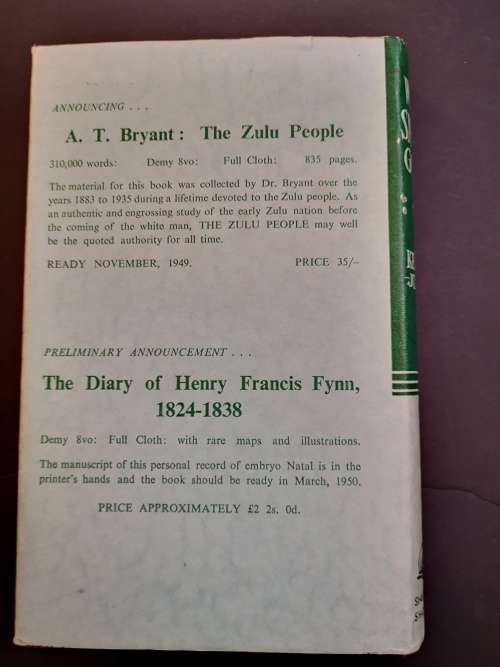 ANNOUNCING . . .
A. T. Bryant: The Zulu People
310,000 words: Demy 8vo: Full Cloth: 835 pages.
The material for this book was collected by Dr. Bryant over the
years 1883 to 1935 during a lifetime devoted to the Zulu people. As
an authentic and engrossing study of the early Zulu nation before
the coming of the white man, THE ZULU PEOPLE may well
be the quoted authority for all time.
READY NOVEMBER, 1949. PRICE 35/–
PRELIMINARY ANNOUNCEMENT . . .
The Diary of Henry Francis Fynn,
1824-1838
Demy 8vo: Full Cloth: with rare maps and illustrations.
The manuscript of this personal record of embryo Natal is in the
printer's hands and the book should be ready in March, 1950.
PRICE APPROXIMATELY £2 2s. 0d.